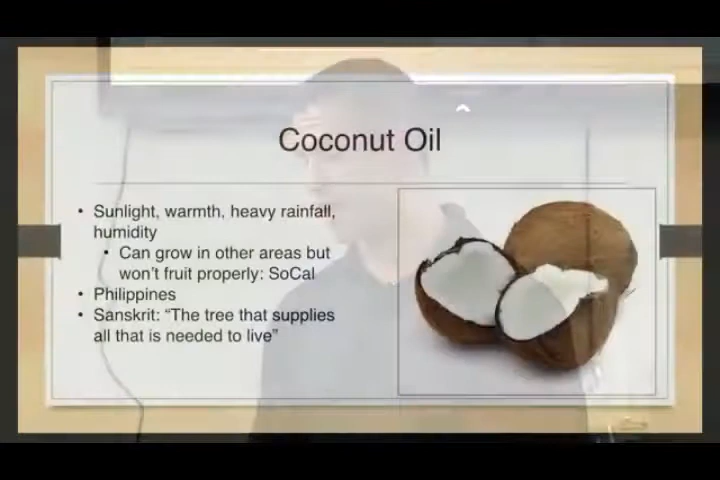 Coconut Oil
• Sunlight, warmth, heavy rainfall,
humidity
• Can grow in other areas but
won't fruit properly: SoCal
• Philippines
• Sanskrit: “The tree that supplies
all that is needed to live”